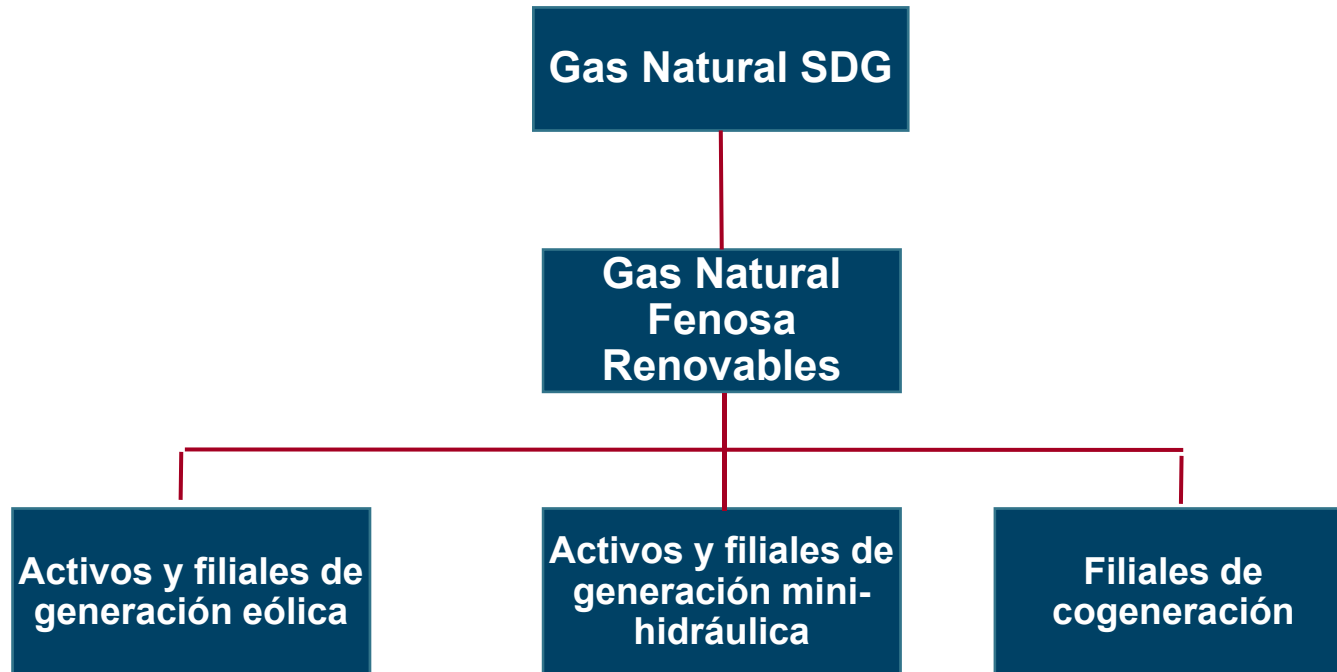 Gas Natural SDG
Gas Natural
Fenosa
Renovables
Activos y filiales de
generación eólica
Activos y filiales de
generación mini-
hidráulica
Filiales de
cogeneración